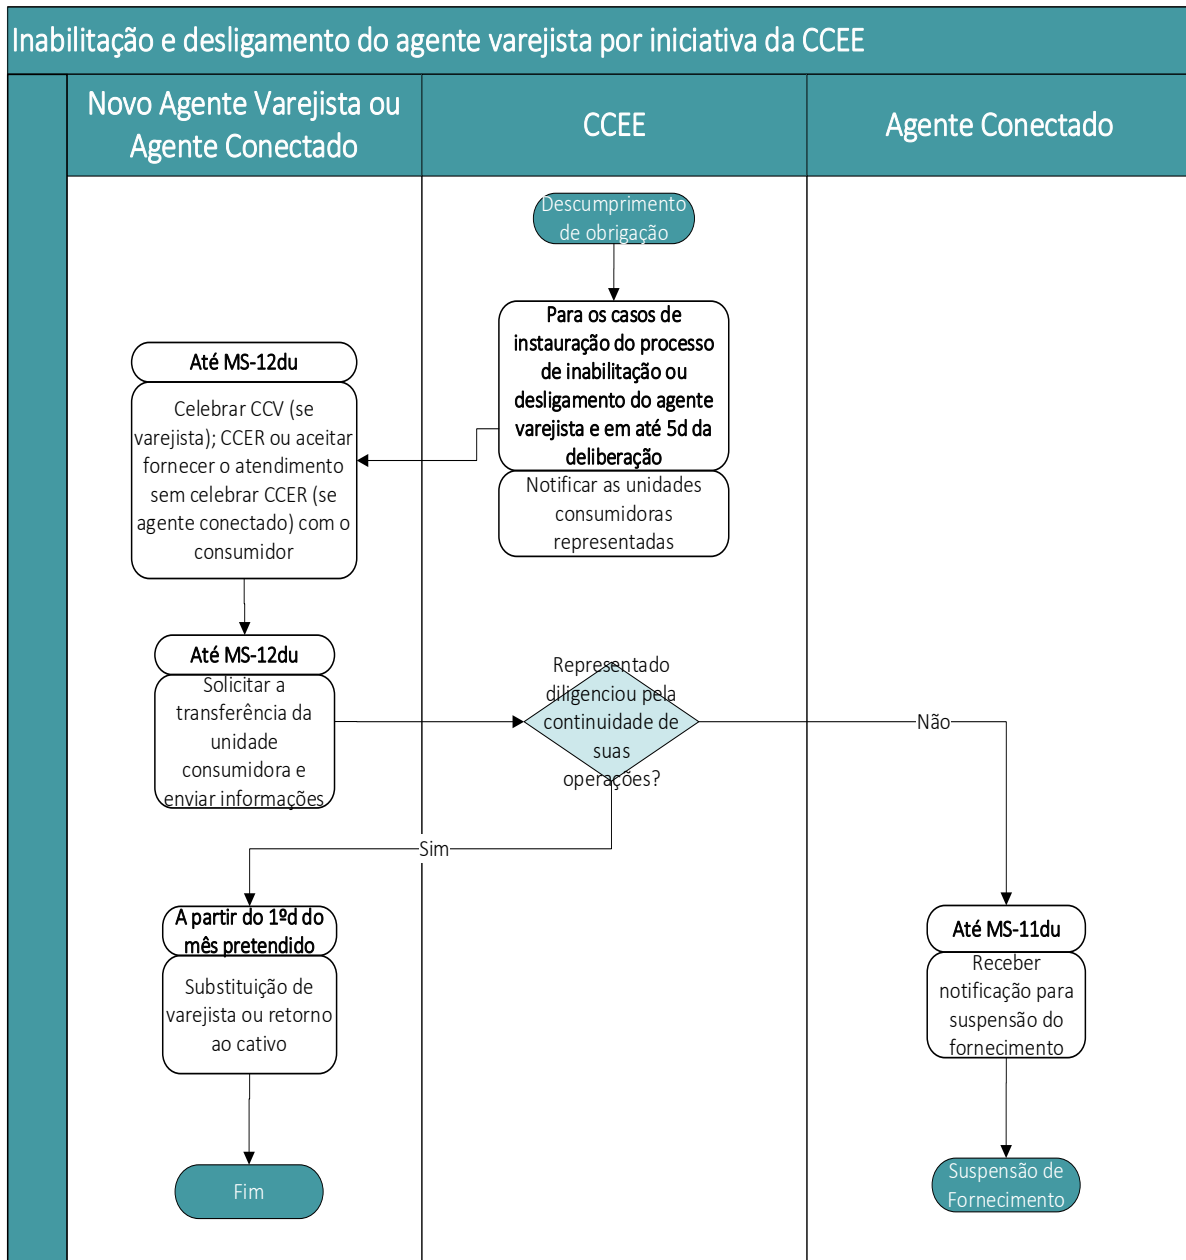 Inabilitação e desligamento do agente varejista por iniciativa da CCEE
Novo Agente Varejista ou
Agente Conectado
CCEE
Agente Conectado
Descumprimento
de obrigação
Para os casos de
instauração do processo
de inabilitação ou
desligamento do agente
varejista e em até 5d da
deliberação
Notificar as unidades
consumidoras
representadas
Até MS-12du
Celebrar CCV (se
varejista); CCER ou aceitar
fornecer o atendimento
sem celebrar CCER (se
agente conectado) com o
consumidor
Até MS-12du
Solicitar a
transferência da
unidade
consumidora e
enviar informações
Representado
diligenciou pela
continuidade de
suas
operações?
Não
Sim
A partir do 1ºd do
mês pretendido
Substituição de
varejista ou retorno
ao cativo
Até MS-11du
Receber
notificação para
suspensão do
fornecimento
Fim
Suspensão de
Fornecimento